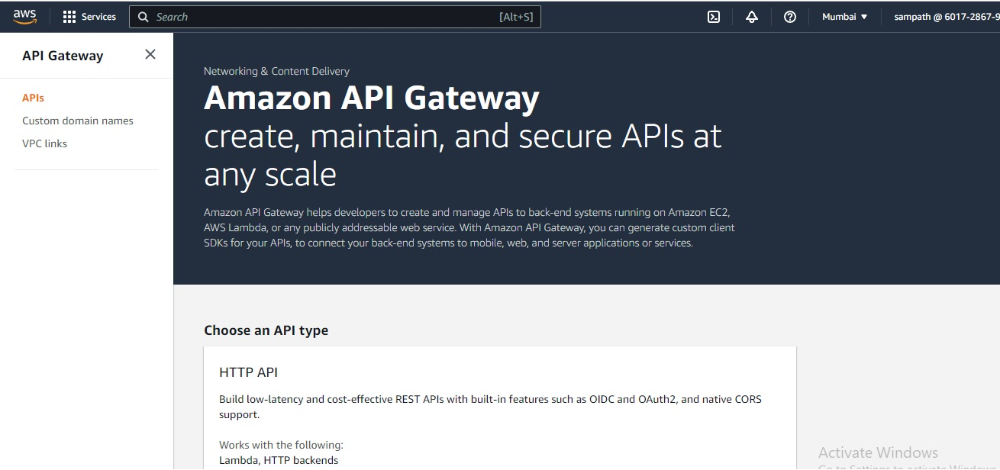 aws
Services
Search
[Alt+S]
Mumbai
sampath @ 6017-2867-9
API Gateway
APIs
Custom domain names
VPC links
Networking & Content Delivery
Amazon API Gateway
create, maintain, and secure APIs at
any scale
Amazon API Gateway helps developers to create and manage APIs to back-end systems running on Amazon EC2,
AWS Lambda, or any publicly addressable web service. With Amazon API Gateway, you can generate custom client
SDKs for your APIs, to connect your back-end systems to mobile, web, and server applications or services.
Choose an API type
HTTP API
Build low-latency and cost-effective REST APIs with built-in features such as OIDC and OAuth2, and native CORS
support.
Works with the following:
Lambda, HTTP backends
Activate Windows
Go to Settings to activate Windows